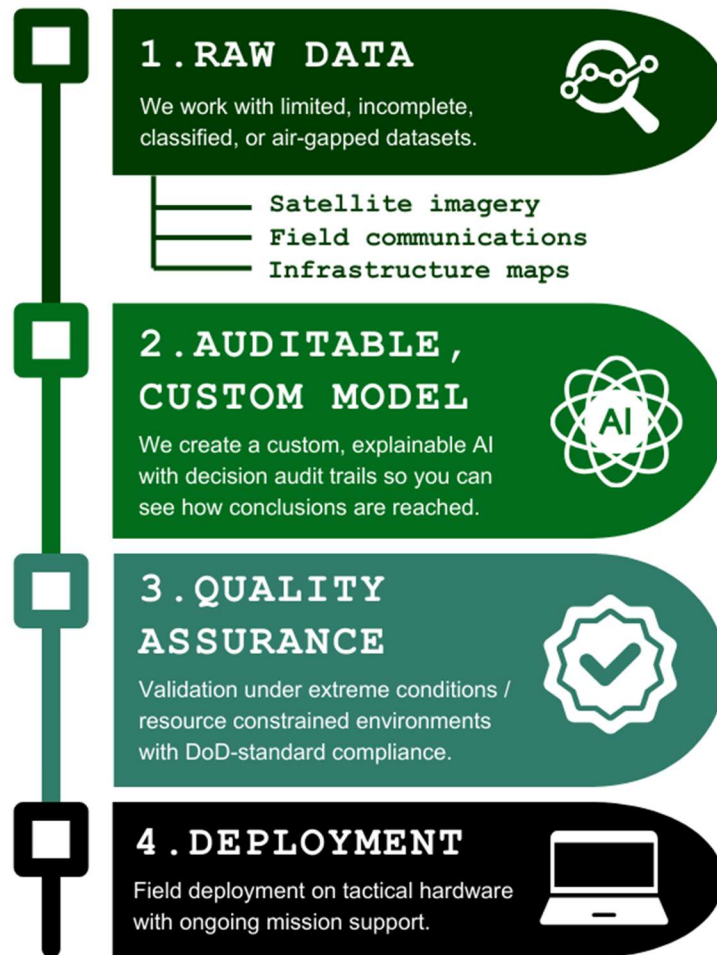 1.RAW DATA
We work with limited, incomplete,
classified, or air-gapped datasets.
Satellite imagery
Field communications
Infrastructure maps
2.AUDITABLE,
CUSTOM MODEL
We create a custom, explainable AI
with decision audit trails so you can
see how conclusions are reached.
AI
3.QUALITY
ASSURANCE
Validation under extreme conditions /
resource constrained environments
with DoD-standard compliance.
4.DEPLOYMENT
Field deployment on tactical hardware
with ongoing mission support.